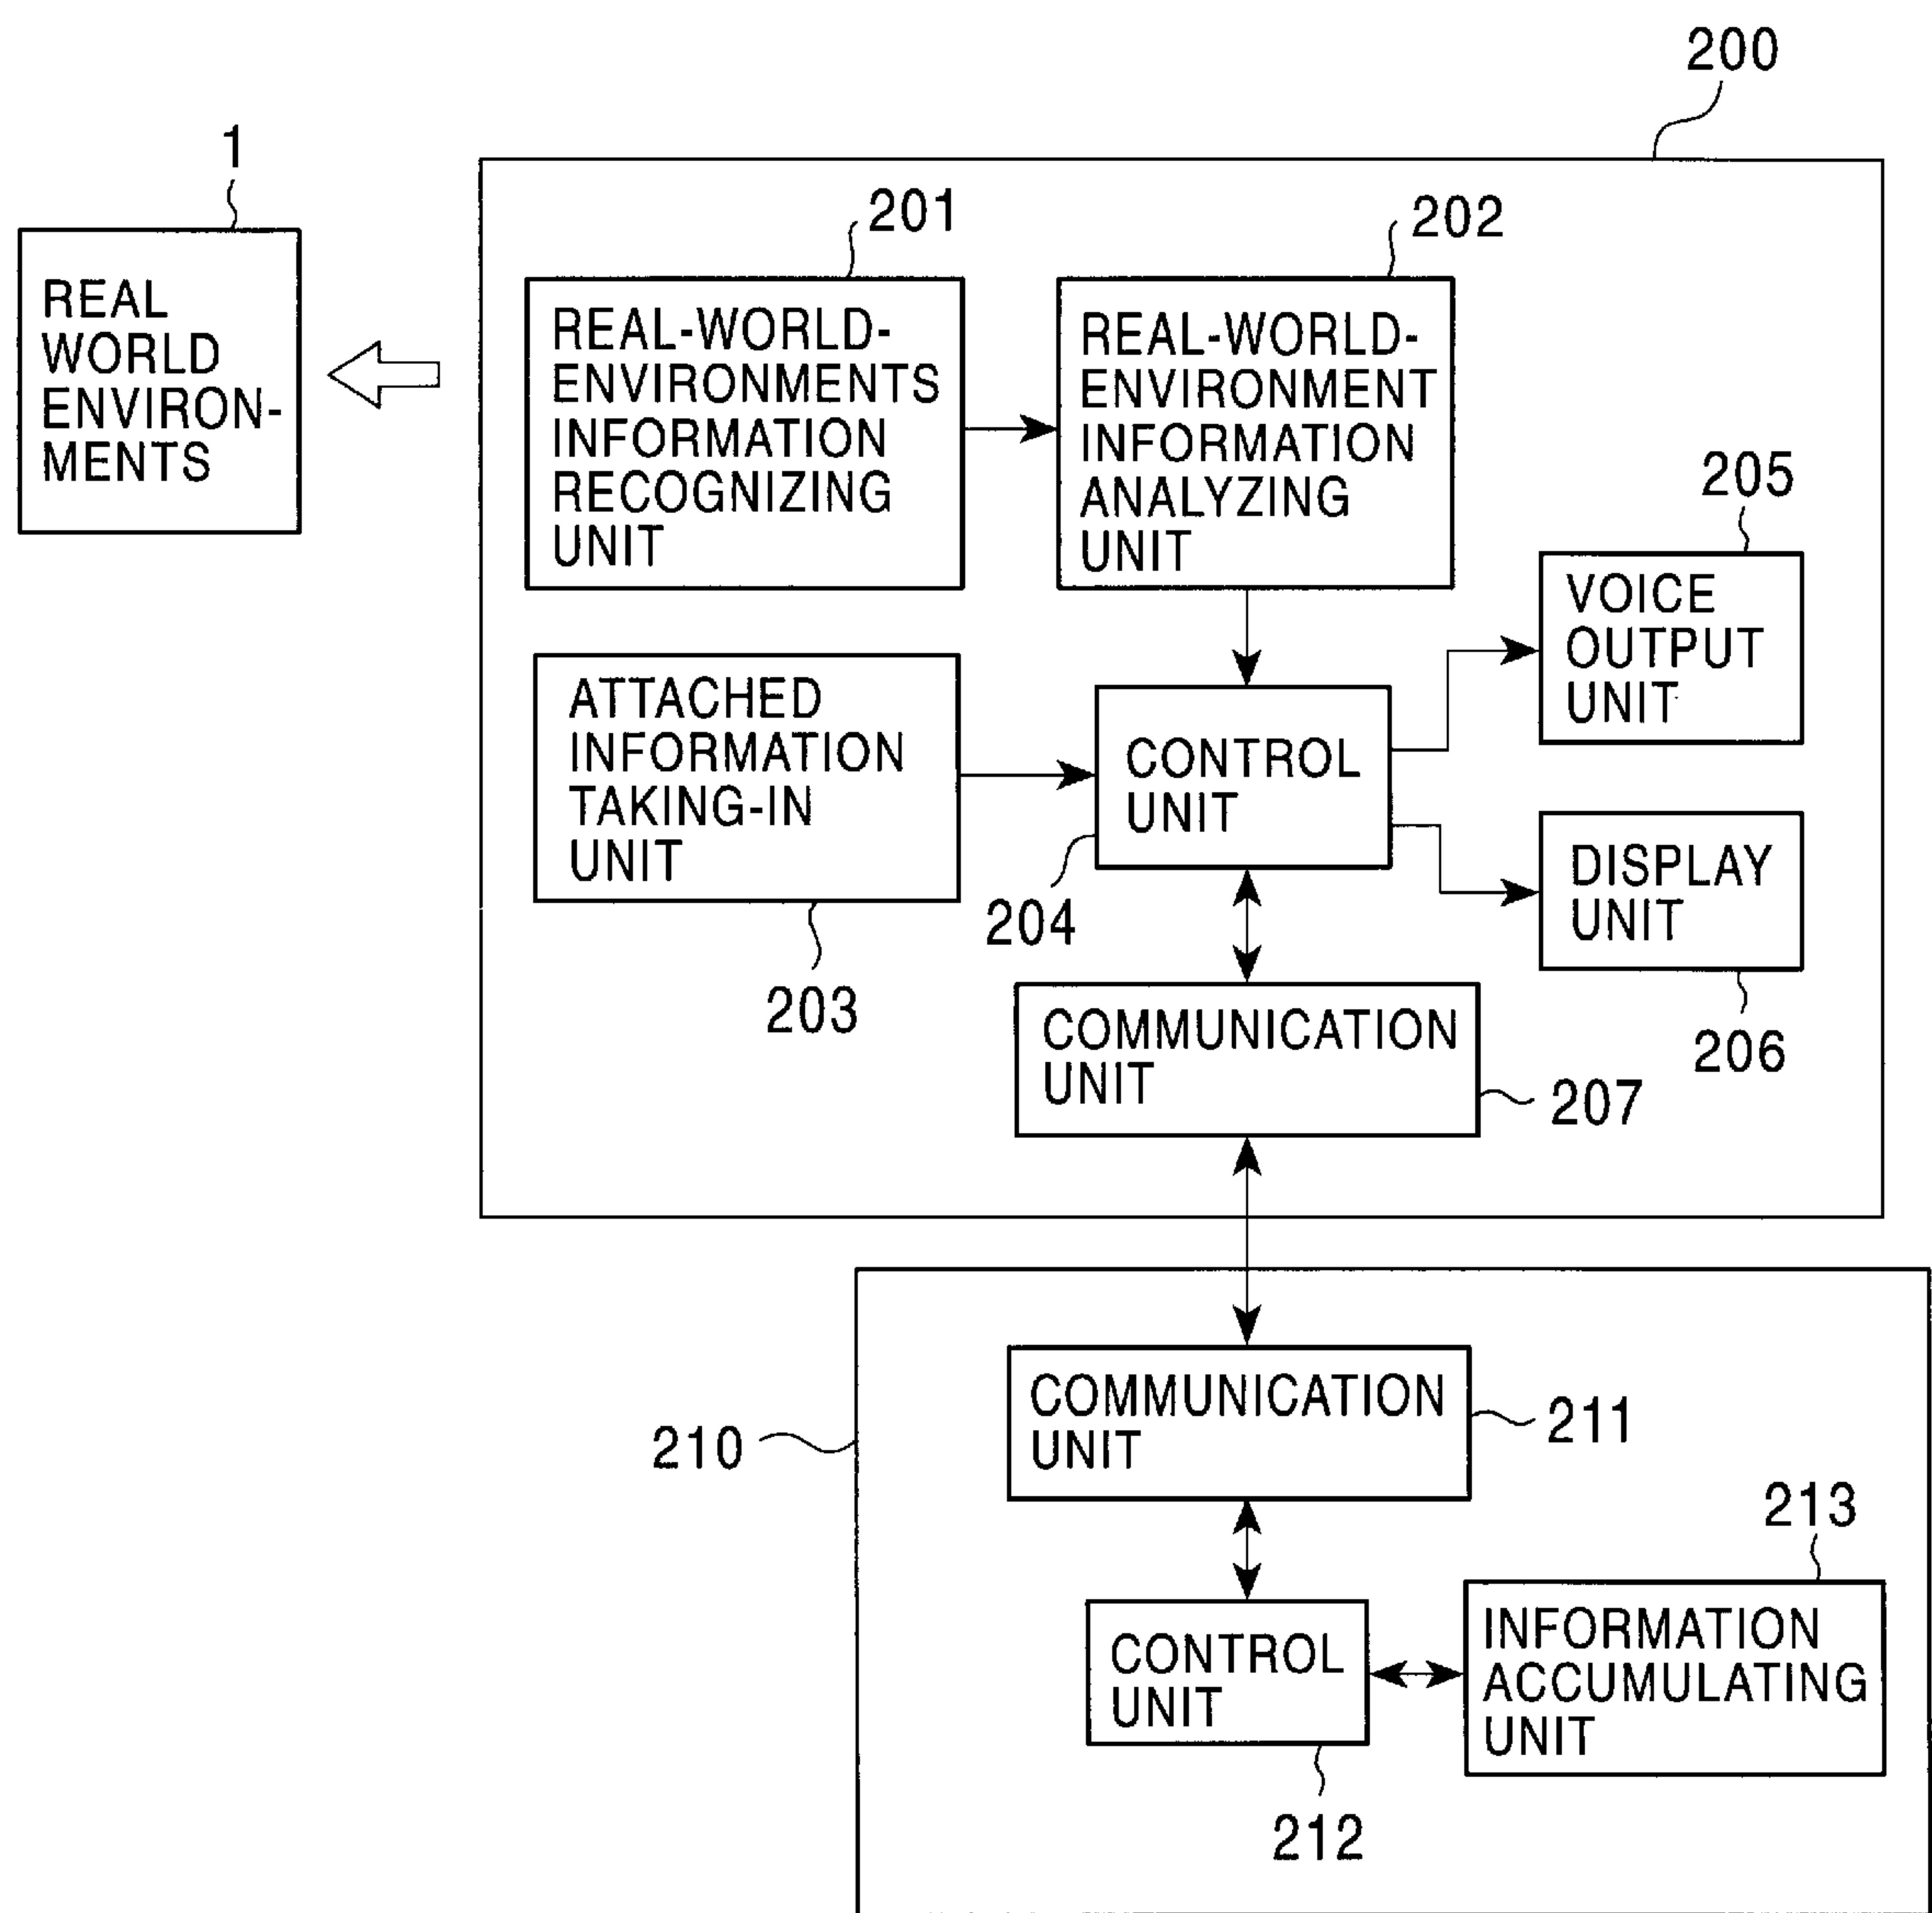 200
1
REAL
WORLD
ENVIRON-
MENTS
201
REAL-WORLD-
ENVIRONMENTS
INFORMATION
RECOGNIZING
UNIT
202
REAL-WORLD-
ENVIRONMENT
INFORMATION
ANALYZING
UNIT
205
VOICE
OUTPUT
UNIT
ATTACHED
INFORMATION
TAKING-IN
UNIT
203
CONTROL
UNIT
204
DISPLAY
UNIT
206
COMMUNICATION
UNIT
207
210
COMMUNICATION
UNIT
211
CONTROL
UNIT
212
213
INFORMATION
ACCUMULATING
UNIT